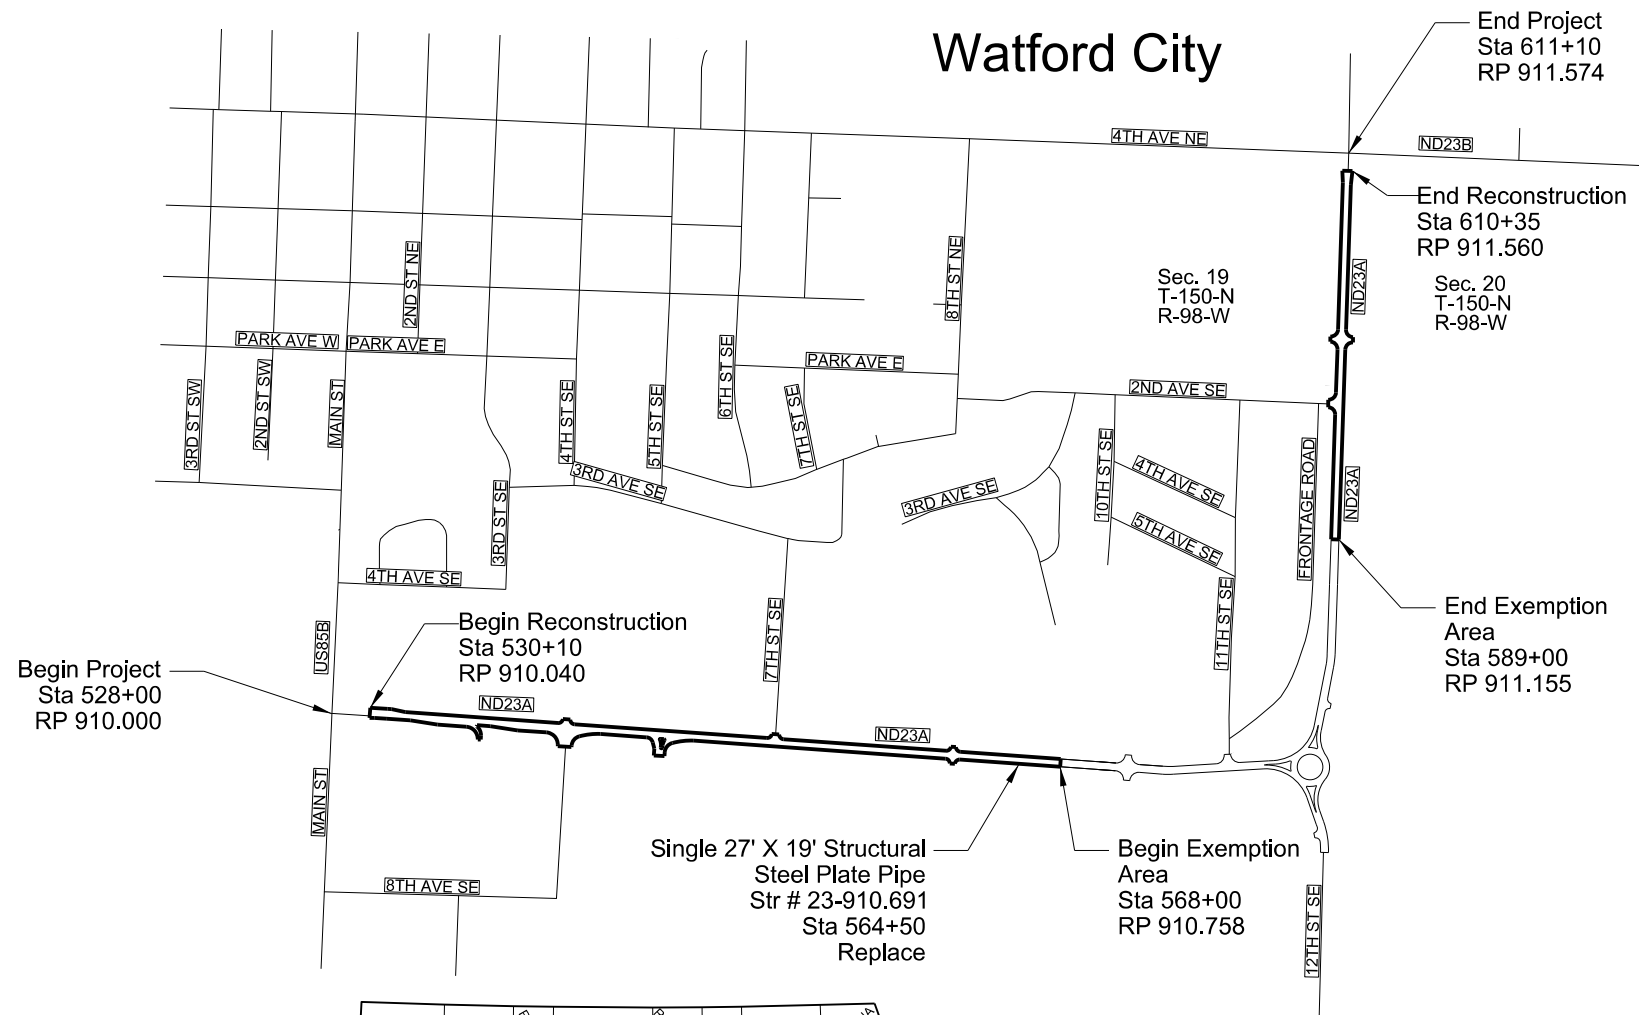 Watford City
End Project
Sta 611+10
RP 911.574
4TH AVE NE
ND23B
End Reconstruction
Sta 610+35
RP 911.560
Sec. 19
T-150-N
R-98-W
Sec. 20
T-150-N
R-98-W
ND23A
2ND ST NE
8TH ST NE
PARK AVE W
PARK AVE E
PARK AVE E
3RD ST SW
2ND ST SW
MAIN ST
4TH ST SE
5TH ST SE
6TH ST SE
7TH ST SE
2ND AVE SE
3RD AVE SE
3RD AVE SE
10TH ST SE
4TH AVE SE
5TH AVE SE
FRONTAGE ROAD
ND23A
3RD ST SE
4TH AVE SE
7TH ST SE
11TH ST SE
US85B
Begin Reconstruction
Sta 530+10
RP 910.040
Begin Project
Sta 528+00
RP 910.000
End Exemption
Area
Sta 589+00
RP 911.155
ND23A
ND23A
MAIN ST
8TH AVE SE
Single 27' X 19' Structural
Steel Plate Pipe
Str # 23-910.691
Sta 564+50
Replace
Begin Exemption
Area
Sta 568+00
RP 910.758
12TH ST SE